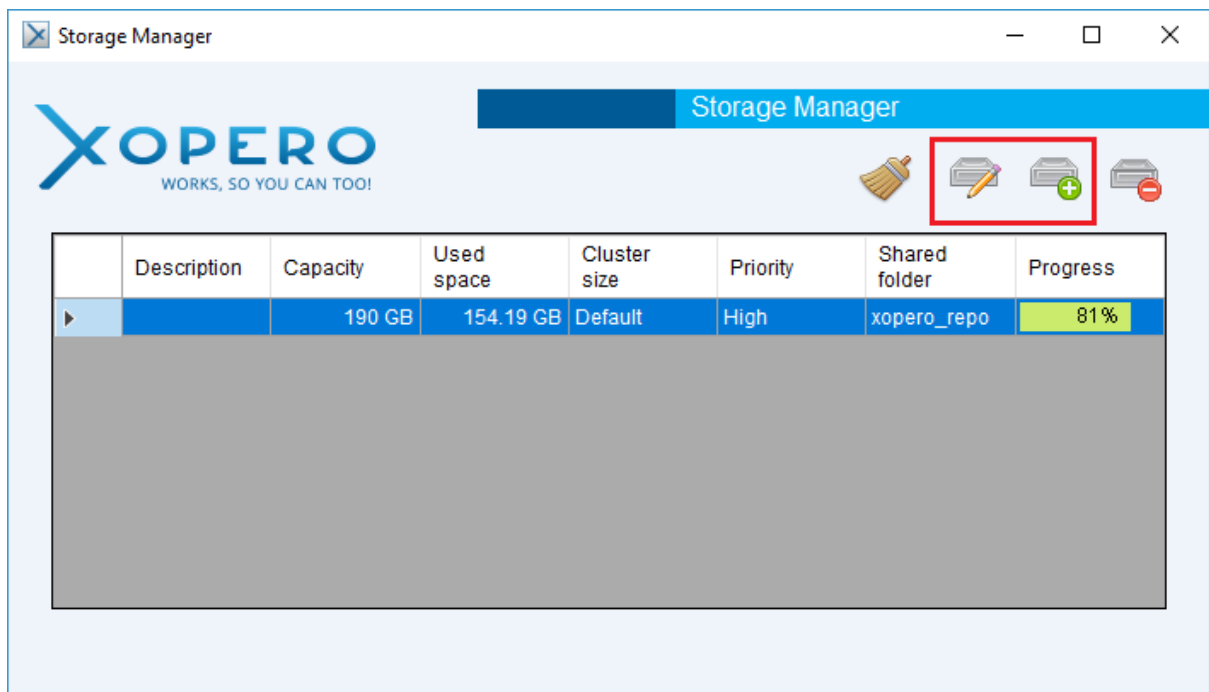 Storage Manager
Storage Manager
XOPERO
WORKS, SO YOU CAN TOO!
Description Capacity Used space Cluster size Priority Shared folder Progress
190 GB 154.19 GB Default High xopero_repo 81%